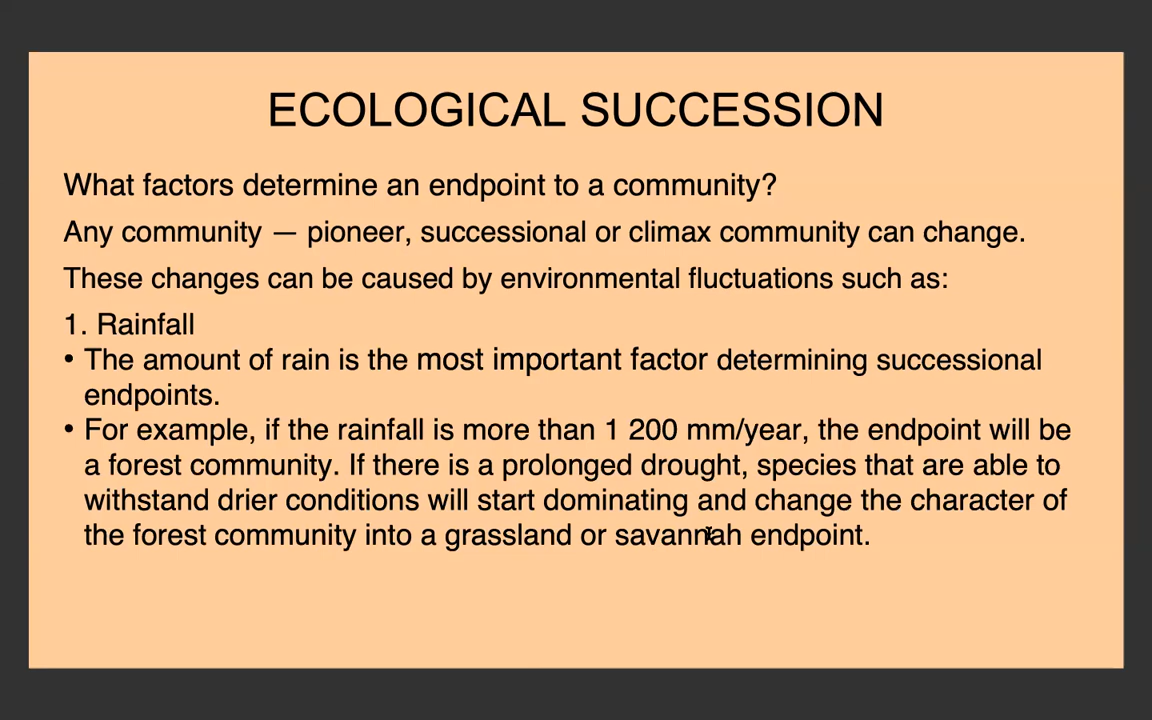 ECOLOGICAL SUCCESSION
What factors determine an endpoint to a community?
Any community — pioneer, successional or climax community can change.
These changes can be caused by environmental fluctuations such as:
1. Rainfall
• The amount of rain is the most important factor determining successional
endpoints.
• For example, if the rainfall is more than 1 200 mm/year, the endpoint will be
a forest community. If there is a prolonged drought, species that are able to
withstand drier conditions will start dominating and change the character of
the forest community into a grassland or savannah endpoint.